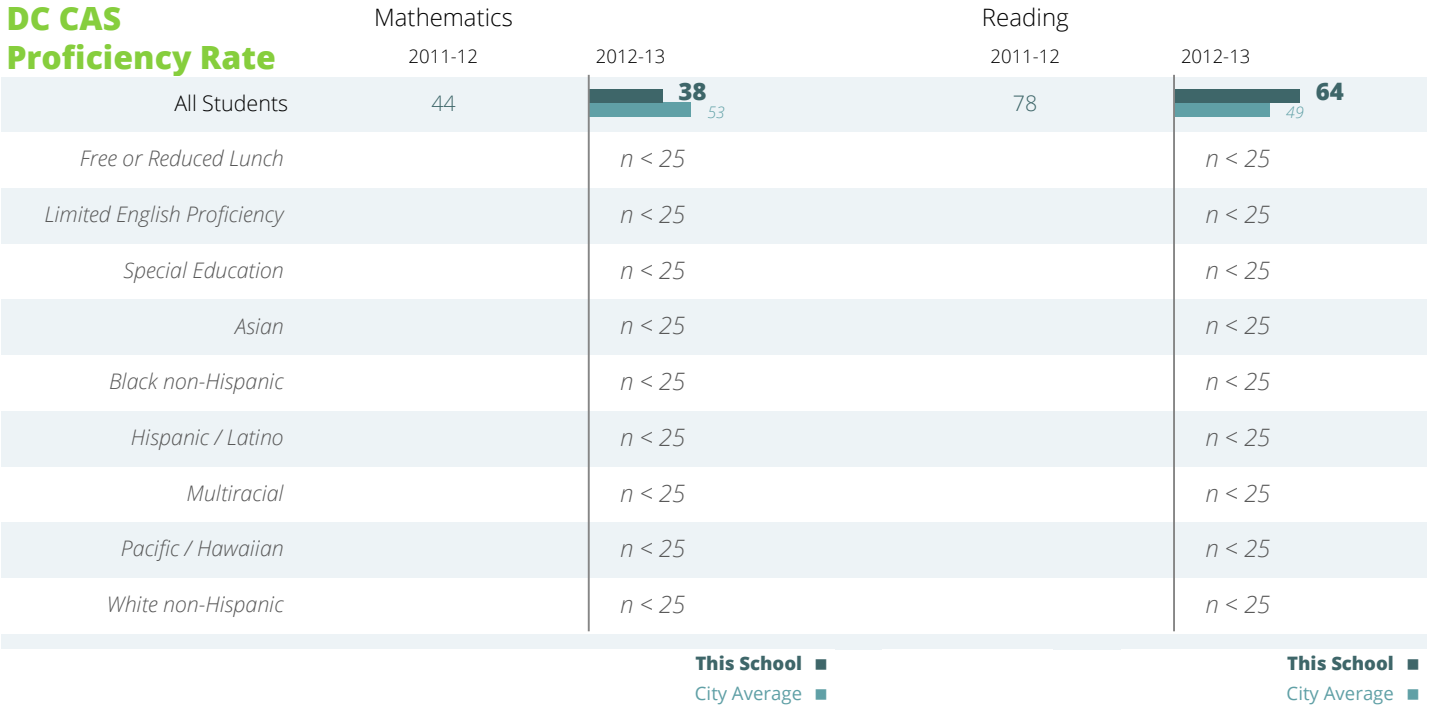 DC CAS
Proficiency Rate
Mathematics Reading
2011-12 2012-13 2011-12 2012-13
All Students 44 38 53 78 64 49
Free or Reduced Lunch n < 25 n < 25
Limited English Proficiency n < 25 n < 25
Special Education n < 25 n < 25
Asian n < 25 n < 25
Black non-Hispanic n < 25 n < 25
Hispanic / Latino n < 25 n < 25
Multiracial n < 25 n < 25
Pacific / Hawaiian n < 25 n < 25
White non-Hispanic n < 25 n < 25
This School This School
City Average City Average